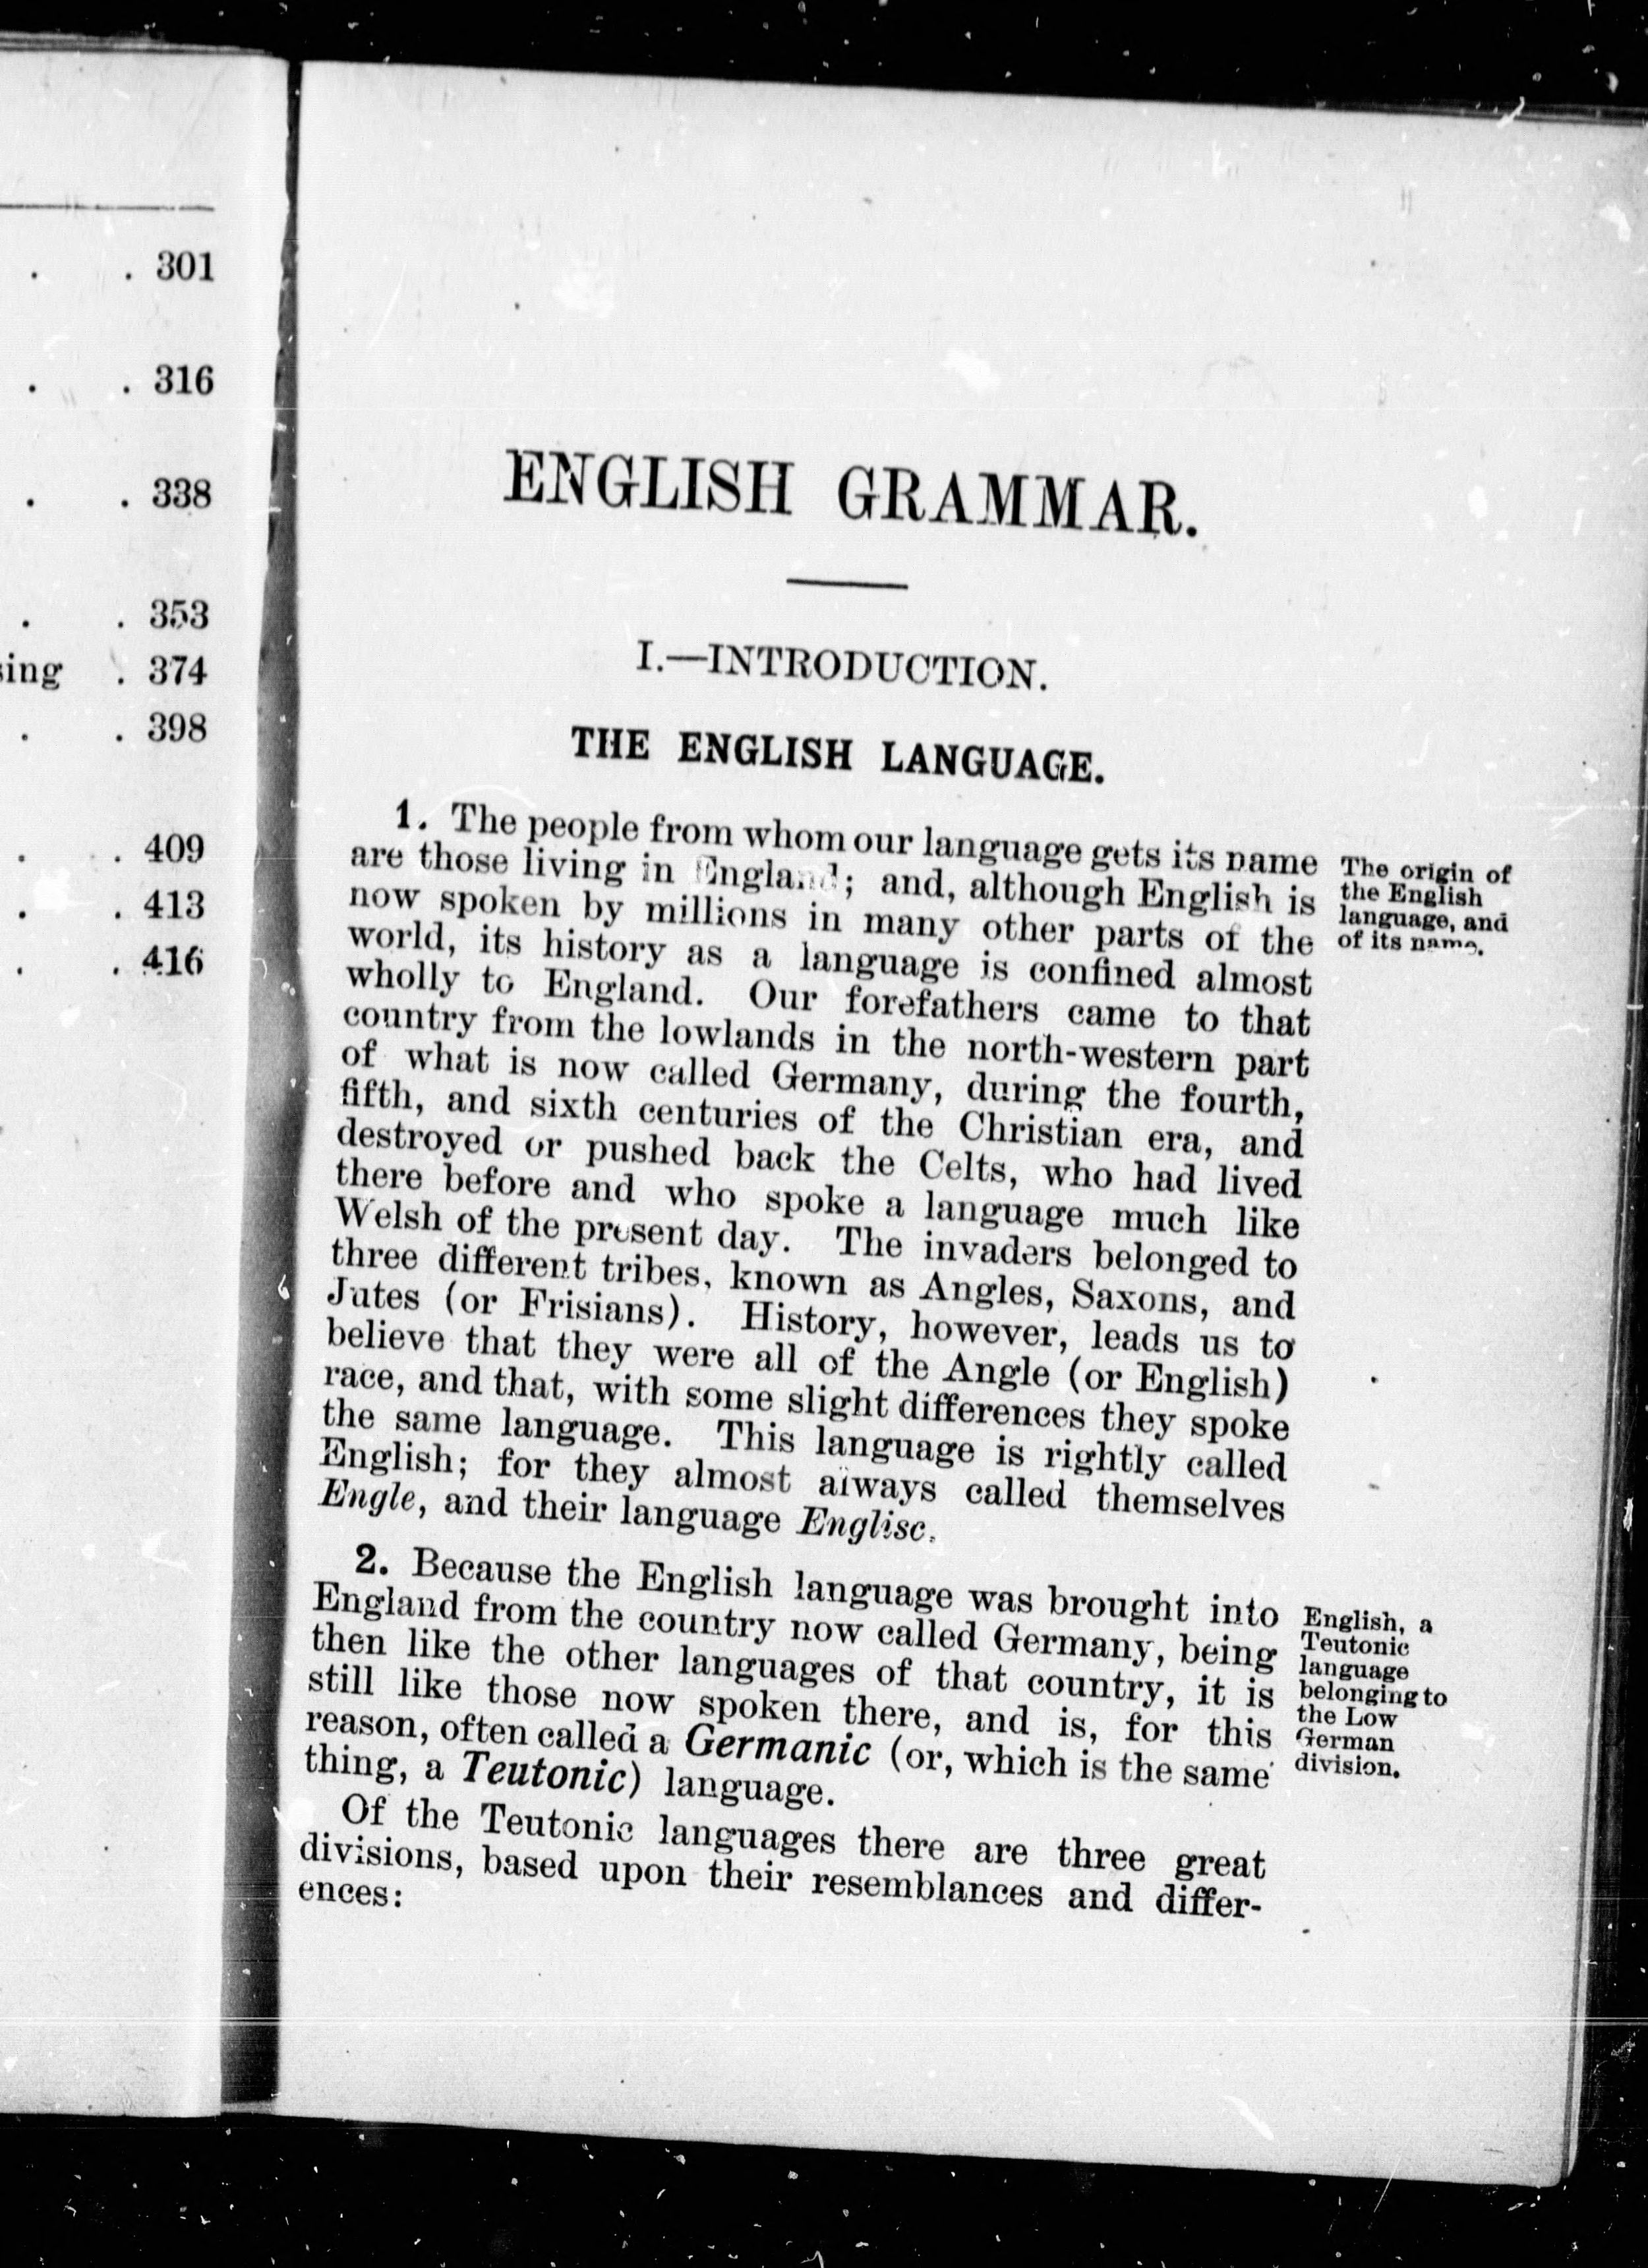 . . 301
. . 316
. . 338
. . 353
sing . 374
. . 398
. . 409
. . 413
. . 416
ENGLISH GRAMMAR.
I.—INTRODUCTION.
THE ENGLISH LANGUAGE.
1. The people from whom our language gets its name
are those living in England; and, although English is
now spoken by millions in many other parts of the
world, its history as a language is confined almost
wholly to England. Our forefathers came to that
country from the lowlands in the north-western part
of what is now called Germany, during the fourth,
fifth, and sixth centuries of the Christian era, and
destroyed or pushed back the Celts, who had lived
there before and who spoke a language much like
Welsh of the present day. The invaders belonged to
three different tribes, known as Angles, Saxons, and
Jutes (or Frisians). History, however, leads us to
believe that they were all of the Angle (or English)
race, and that, with some slight differences they spoke
the same language. This language is rightly called
English; for they almost always called themselves
Engle, and their language Englisc.
The origin of
the English
language, and
of its name.
2. Because the English language was brought into
England from the country now called Germany, being
then like the other languages of that country, it is
still like those now spoken there, and is, for this
reason, often called a Germanic (or, which is the same
thing, a Teutonic) language.
English, a
Teutonic
language
belonging to
the Low
German
division.
Of the Teutonic languages there are three great
divisions, based upon their resemblances and differ-
ences: